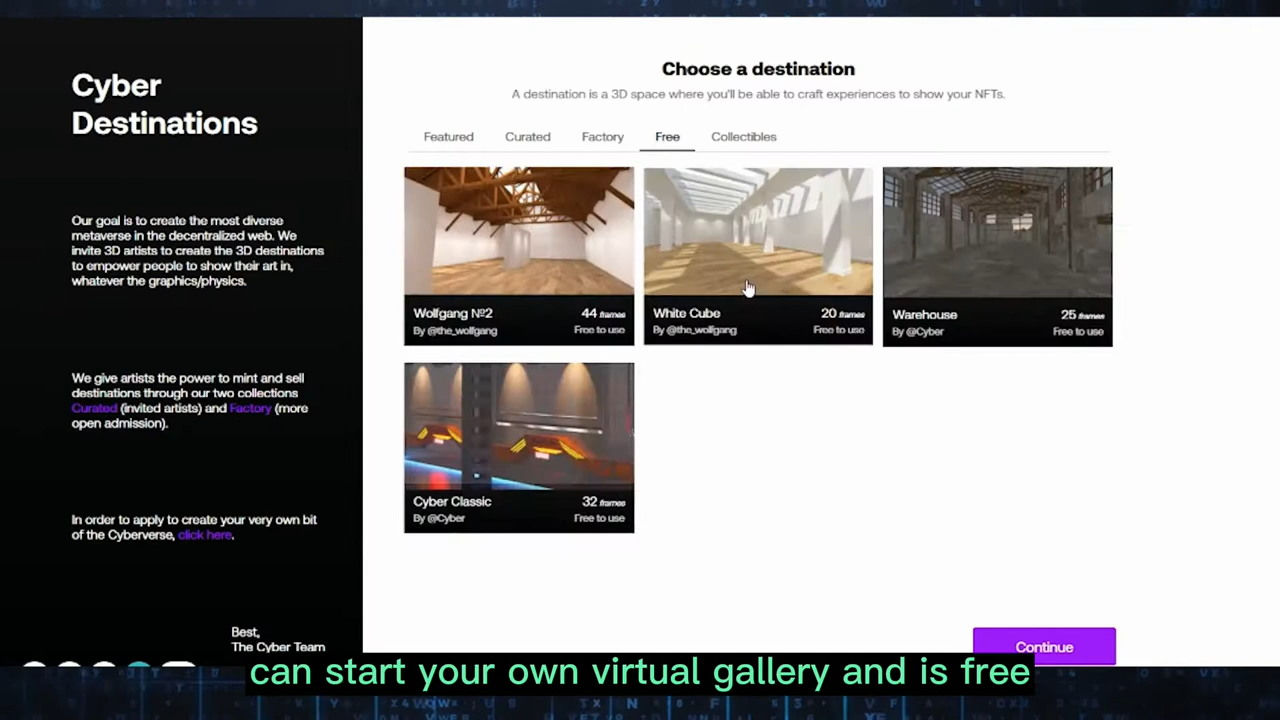 Cyber
Destinations
Our goal is to create the most diverse
metaverse in the decentralized web. We
invite 3D artists to create the 3D destinations
to empower people to show their art in,
whatever the graphics/physics.
We give artists the power to mint and sell
destinations through our two collections
Curated (invited artists) and Factory (more
open admission).
In order to apply to create your very own bit
of the Cyberverse, click here.
Best,
The Cyber Team
Choose a destination
A destination is a 3D space where you'll be able to craft experiences to show your NFTs.
Featured Curated Factory Free Collectibles
Wolfgang Nº2 44 frames
By @the_wolfgang Free to use
White Cube 20 frames
By @the_wolfgang Free to use
Warehouse 25 frames
By @Cyber Free to use
Cyber Classic 32 frames
By @Cyber Free to use
Continue
can start your own virtual gallery and is free